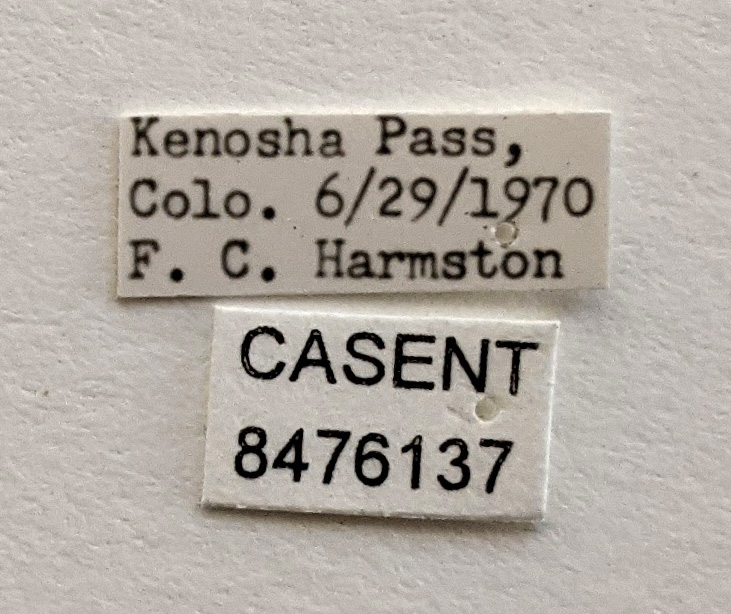 Kenosha Pass,
Colo. 6/29/1970
F. C. Harmston
CASENT
8476137